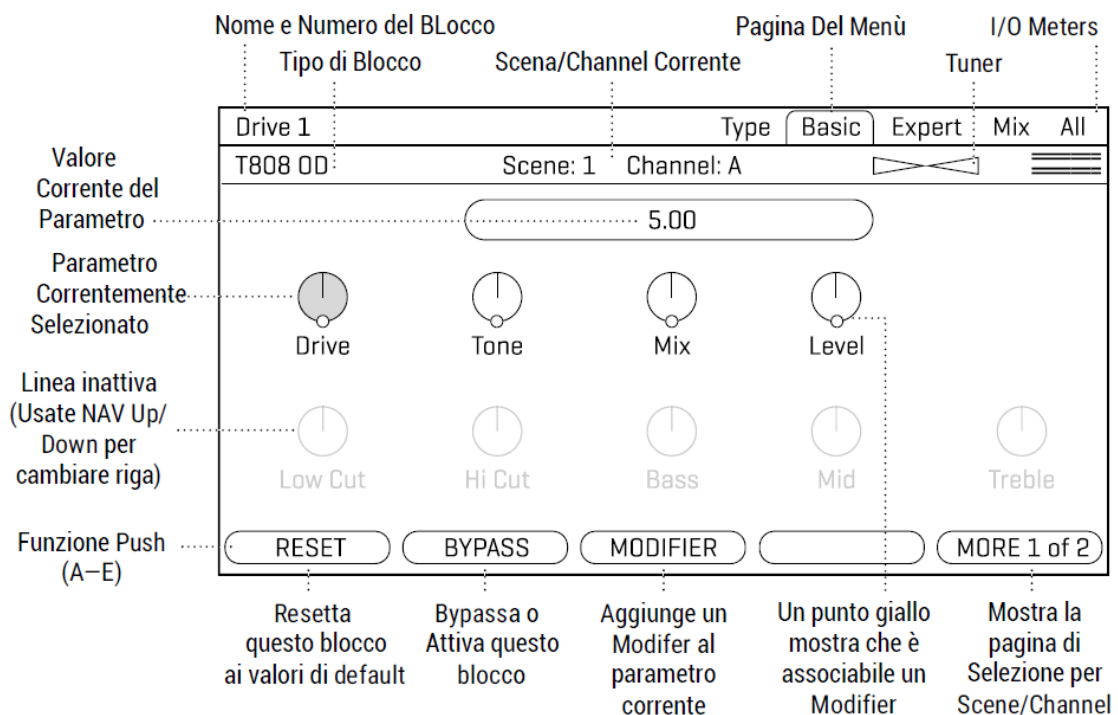 Nome e Numero del BLocco
Pagina Del Menù
I/O Meters
Tipo di Blocco
Scena/Channel Corrente
Tuner
Drive 1
Type
Basic
Expert
Mix
All
T808 OD
Scene: 1
Channel: A
Valore
Corrente del
Parametro
5.00
Parametro
Correntemente
Selezionato
Drive
Tone
Mix
Level
Linea inattiva
(Usate NAV Up/
Down per
cambiare riga)
Low Cut
Hi Cut
Bass
Mid
Treble
Funzione Push
(A–E)
RESET
BYPASS
MODIFIER
MORE 1 of 2
Resetta
questo blocco
ai valori di default
Bypassa o
Attiva questo
blocco
Aggiunge un
Modifer al
parametro
corrente
Un punto giallo
mostra che è
associabile un
Modifier
Mostra la
pagina di
Selezione per
Scene/Channel